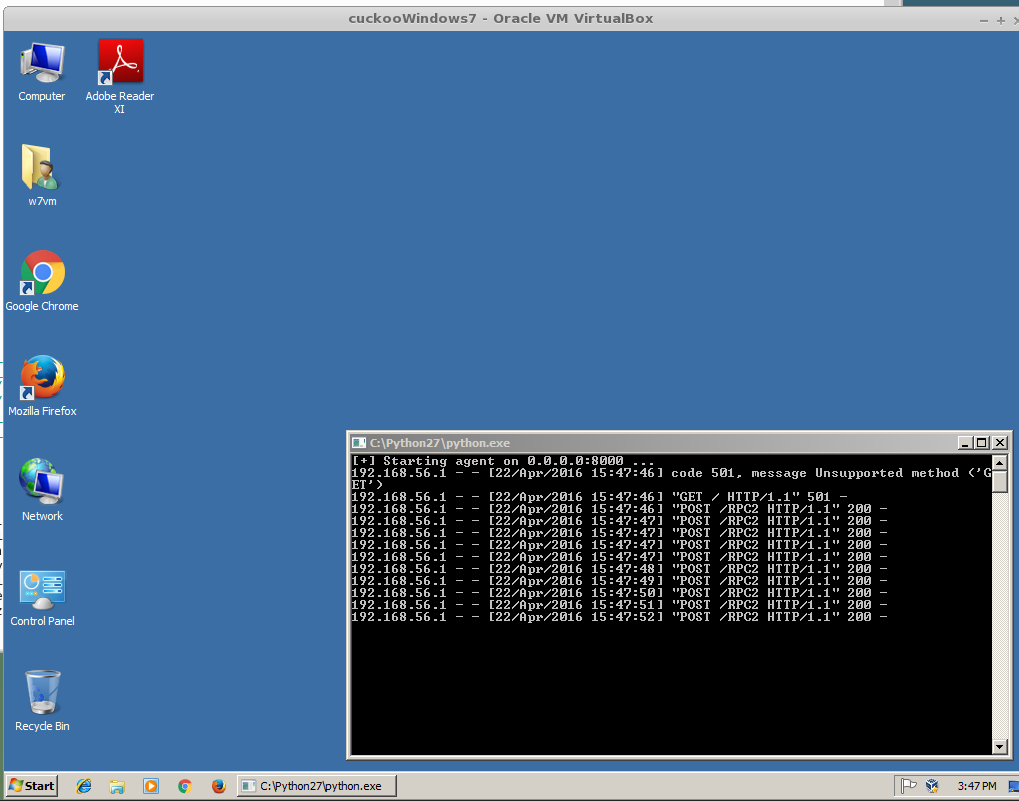 cuckooWindows7 - Oracle VM VirtualBox
Computer
Adobe Reader
XI
w7vm
Google Chrome
Mozilla Firefox
Network
Control Panel
Recycle Bin
C:\Python27\python.exe
[+] Starting agent on 0.0.0.0:8000 ...
192.168.56.1 - - [22/Apr/2016 15:47:46] code 501, message Unsupported method ('G
ET')
192.168.56.1 - - [22/Apr/2016 15:47:46] "GET / HTTP/1.1" 501 -
192.168.56.1 - - [22/Apr/2016 15:47:46] "POST /RPC2 HTTP/1.1" 200 -
192.168.56.1 - - [22/Apr/2016 15:47:47] "POST /RPC2 HTTP/1.1" 200 -
192.168.56.1 - - [22/Apr/2016 15:47:47] "POST /RPC2 HTTP/1.1" 200 -
192.168.56.1 - - [22/Apr/2016 15:47:47] "POST /RPC2 HTTP/1.1" 200 -
192.168.56.1 - - [22/Apr/2016 15:47:47] "POST /RPC2 HTTP/1.1" 200 -
192.168.56.1 - - [22/Apr/2016 15:47:48] "POST /RPC2 HTTP/1.1" 200 -
192.168.56.1 - - [22/Apr/2016 15:47:49] "POST /RPC2 HTTP/1.1" 200 -
192.168.56.1 - - [22/Apr/2016 15:47:50] "POST /RPC2 HTTP/1.1" 200 -
192.168.56.1 - - [22/Apr/2016 15:47:51] "POST /RPC2 HTTP/1.1" 200 -
192.168.56.1 - - [22/Apr/2016 15:47:52] "POST /RPC2 HTTP/1.1" 200 -
Start
C:\Python27\python.exe
3:47 PM